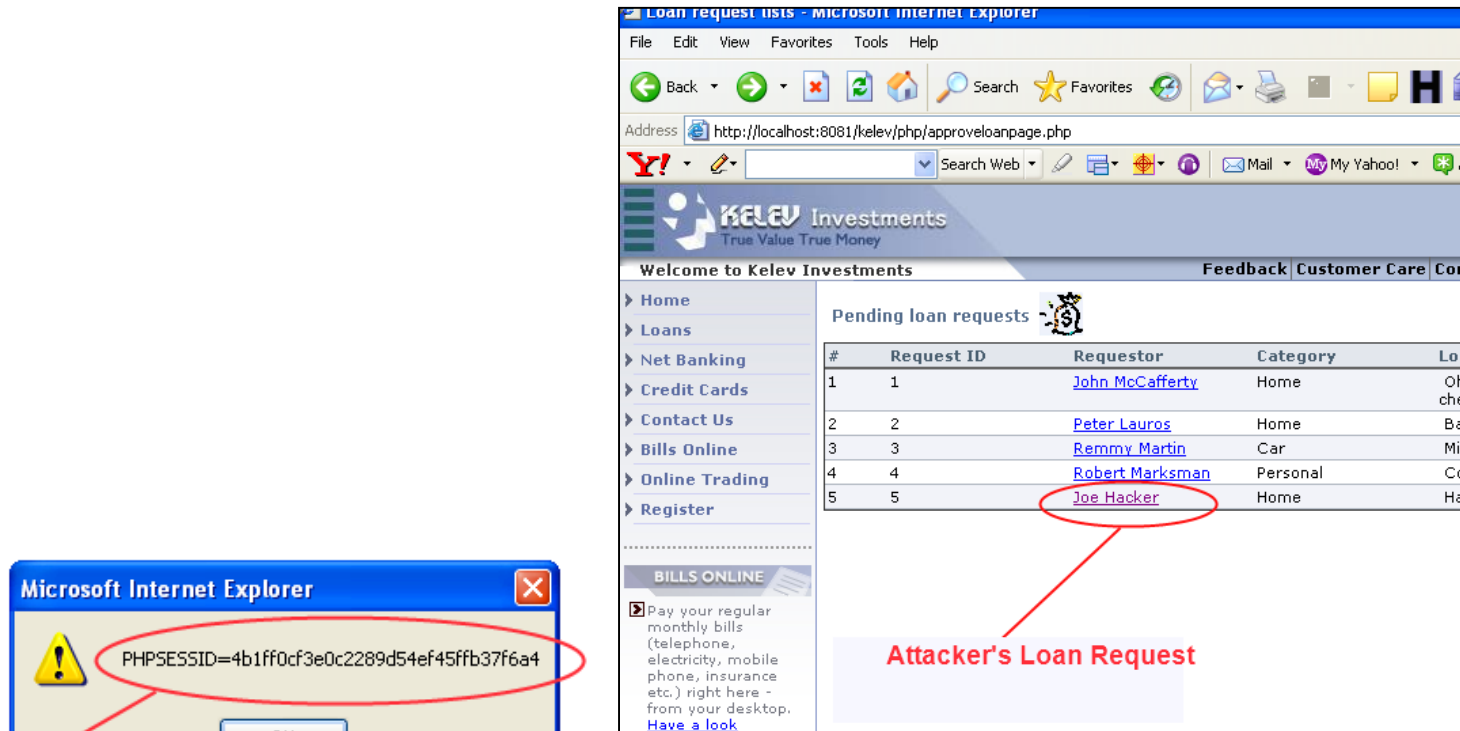 Loan request lists - Microsoft Internet Explorer
File Edit View Favorites Tools Help
Back Search Favorites
Address http://localhost:8081/kelev/php/approveloanpage.php
Y! Search Web Mail My My Yahoo!
KELEV Investments
True Value True Money
Welcome to Kelev Investments Feedback Customer Care
Home
Loans
Net Banking
Credit Cards
Contact Us
Bills Online
Online Trading
Register
Pending loan requests
# Request ID Requestor Category
1 1 John McCafferty Home
2 2 Peter Lauros Home
3 3 Remmy Martin Car
4 4 Robert Marksman Personal
5 5 Joe Hacker Home
Attacker's Loan Request
BILLS ONLINE
Pay your regular
monthly bills
(telephone,
electricity, mobile
phone, insurance
etc.) right here -
from your desktop.
Have a look
Microsoft Internet Explorer
PHPSESSID=4b1ff0cf3e0c2289d54ef45ffb37f6a4